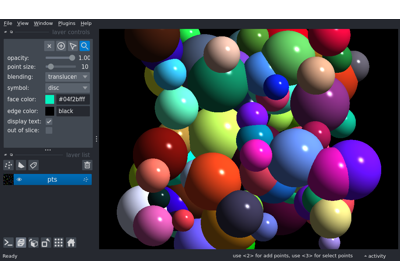 File View Window Plugins Help
layer controls
opacity: 1.00
point size: 10
blending: translucen
symbol: disc
face color: #04f2bfff
edge color: black
display text:
out of slice:
layer list
pts
Ready use <2> for add points, use <3> for select points activity